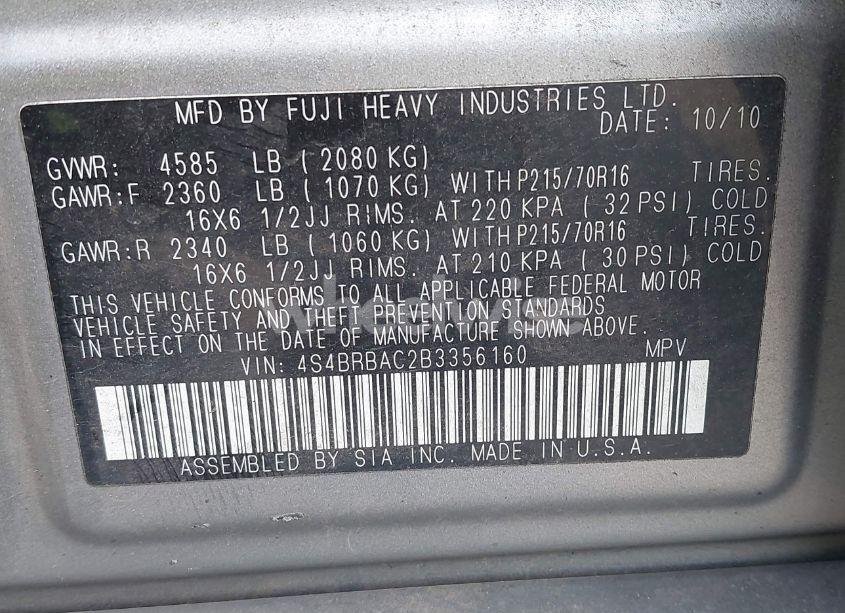 MFD BY FUJI HEAVY INDUSTRIES LTD.
DATE: 10/10
GVWR: 4585 LB ( 2080 KG)
GAWR:F 2360 LB ( 1070 KG) WITH P215/70R16 TIRES.
16X6 1/2JJ RIMS. AT 220 KPA ( 32 PSI) COLD
GAWR:R 2340 LB ( 1060 KG) WITH P215/70R16 TIRES.
16X6 1/2JJ RIMS. AT 210 KPA ( 30 PSI) COLD
THIS VEHICLE CONFORMS TO ALL APPLICABLE FEDERAL MOTOR
VEHICLE SAFETY AND THEFT PREVENTION STANDARDS
IN EFFECT ON THE DATE OF MANUFACTURE SHOWN ABOVE.
VIN: 4S4BRBAC2B3356160 MPV
ASSEMBLED BY SIA INC. MADE IN U.S.A.